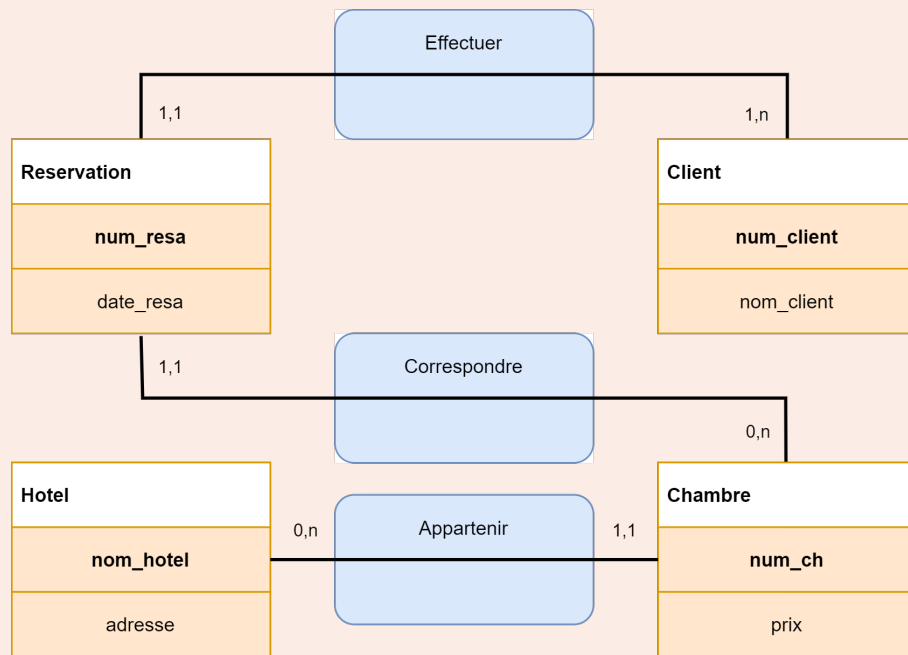 Effectuer
1,1
1,n
Reservation
num_resa
date_resa
Client
num_client
nom_client
1,1
Correspondre
0,n
Hotel
nom_hotel
adresse
0,n
Appartenir
1,1
Chambre
num_ch
prix